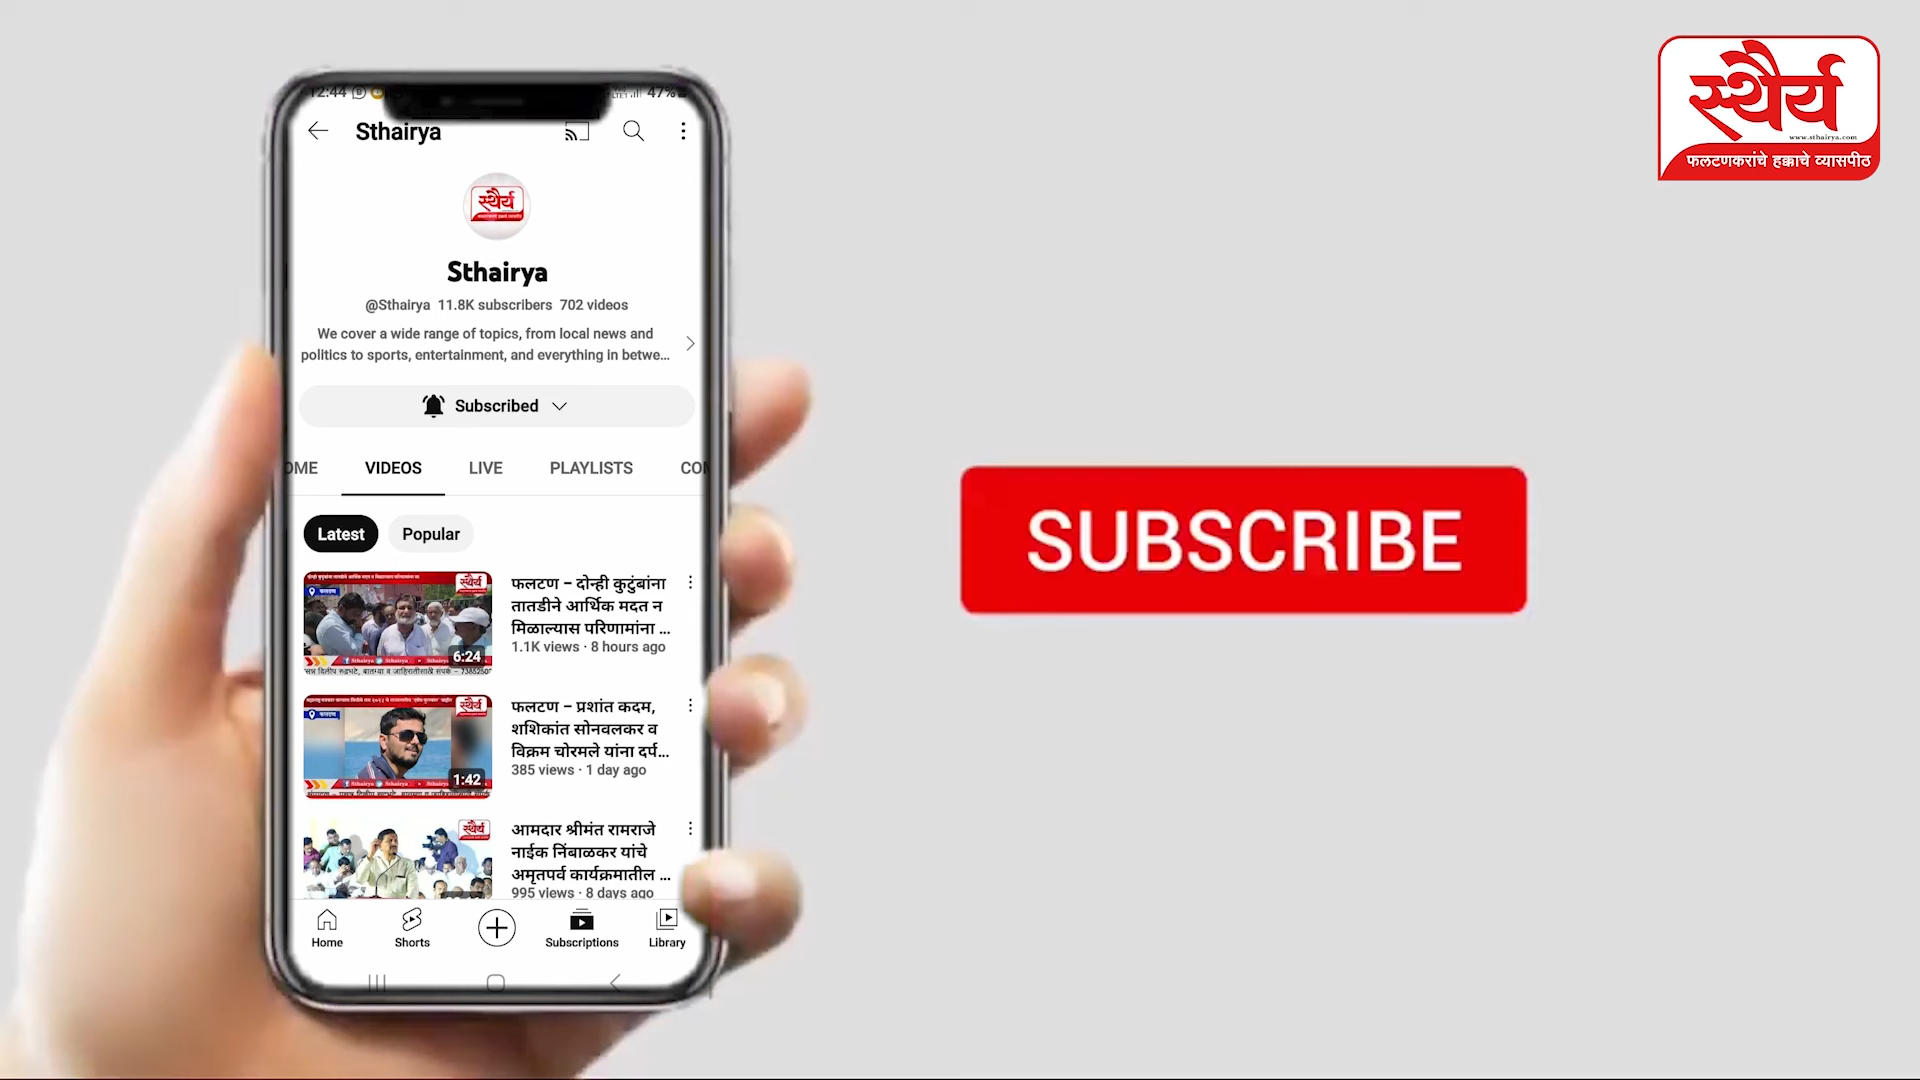 12:44
47%
Sthairya
स्थैर्य
Sthairya
@Sthairya 11.8K subscribers 702 videos
We cover a wide range of topics, from local news and
politics to sports, entertainment, and everything in betwe...
Subscribed
OME VIDEOS LIVE PLAYLISTS CO
Latest Popular
स्थैर्य
6:24
फलटण – दोन्ही कुटुंबांना
तातडीने आर्थिक मदत न
मिळाल्यास परिणामांना ...
1.1K views · 8 hours ago
स्थैर्य
1:42
फलटण – प्रशांत कदम,
शशिकांत सोनवलकर व
विक्रम चोरमले यांना दर्प...
385 views · 1 day ago
स्थैर्य
आमदार श्रीमंत रामराजे
नाईक निंबाळकर यांचे
अमृतपर्व कार्यक्रमातील ...
995 views · 8 days ago
Home Shorts Subscriptions Library
SUBSCRIBE
स्थैर्य
www.sthairya.com
फलटणकरांचे हक्काचे व्यासपीठ